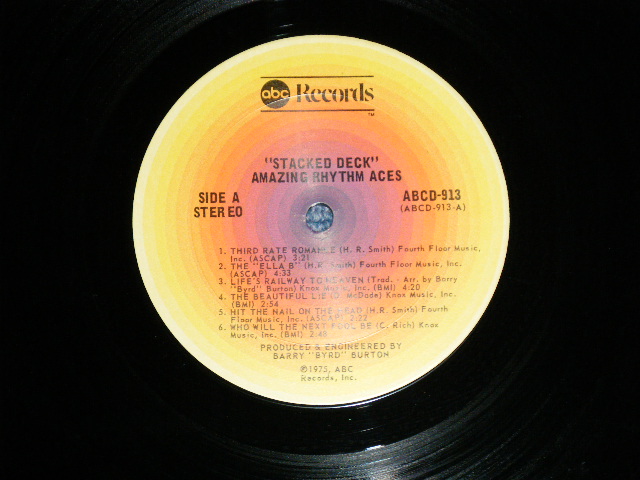 abc Records
TM
"STACKED DECK"
AMAZING RHYTHM ACES
SIDE A
STEREO
ABCD-913
(ABCD-913-A)
1. THIRD RATE ROMANCE (H. R. Smith) Fourth Floor Music,
Inc. (ASCAP) 3:21
2. THE "ELLA B" (H.R. Smith) Fourth Floor Music, Inc.
(ASCAP) 4:33
3. LIFE'S RAILWAY TO HEAVEN (Trad. - Arr. by Barry
"Byrd" Burton) Knox Music, Inc. (BMI) 4:20
4. THE BEAUTIFUL LIE ( McDade) Knox Music, Inc.
(BMI) 2:54
5. HIT THE NAIL ON THE HEAD (H.R. Smith) Fourth
Floor Music, Inc. (ASCAP) 2:22
6. WHO WILL THE NEXT FOOL BE (C. Rich) Knox
Music, Inc. (BMI)
PRODUCED & ENGINEERED BY
BARRY "BYRD" BURTON
©1975, ABC
Records, Inc.